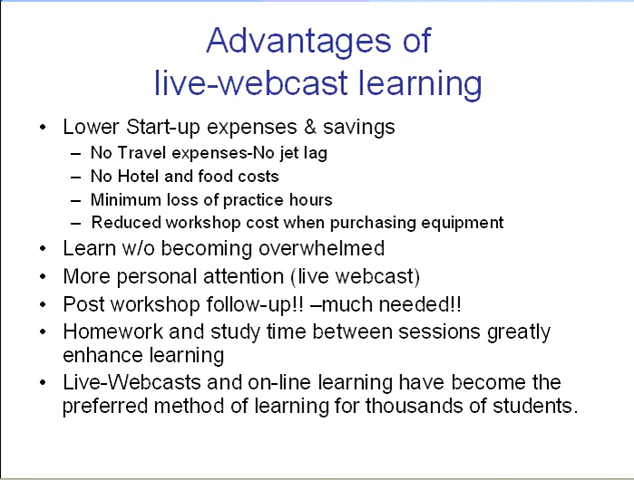 Advantages of
live-webcast learning
• Lower Start-up expenses & savings
– No Travel expenses-No jet lag
– No Hotel and food costs
– Minimum loss of practice hours
– Reduced workshop cost when purchasing equipment
• Learn w/o becoming overwhelmed
• More personal attention (live webcast)
• Post workshop follow-up!! –much needed!!
• Homework and study time between sessions greatly
enhance learning
• Live-Webcasts and on-line learning have become the
preferred method of learning for thousands of students.